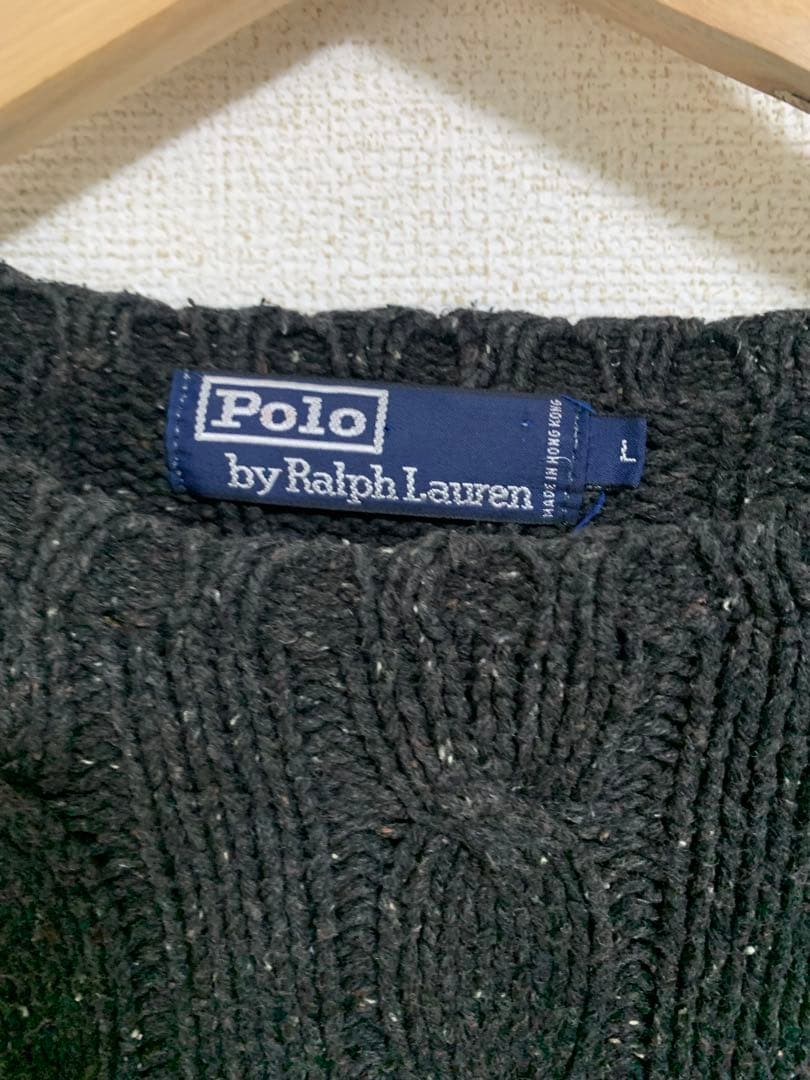 Polo
by Ralph Lauren
MADE IN HONG KONG
L